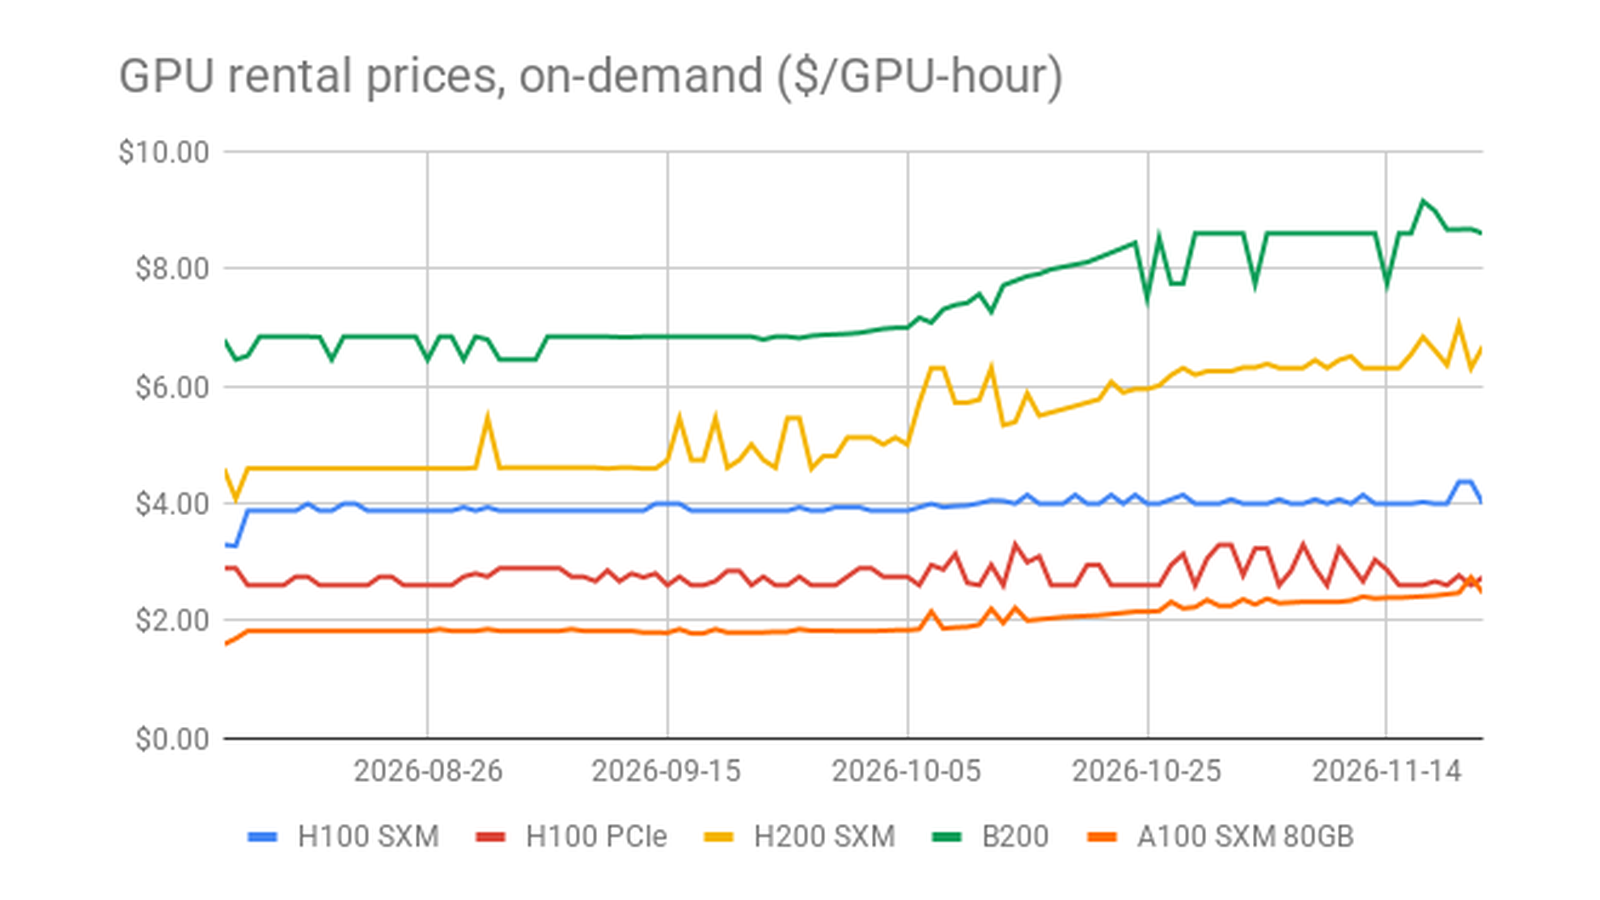 GPU rental prices, on-demand ($/GPU-hour)
$10.00
$8.00
$6.00
$4.00
$2.00
$0.00
2026-08-26 2026-09-15 2026-10-05 2026-10-25 2026-11-14
H100 SXM H100 PCIe H200 SXM B200 A100 SXM 80GB